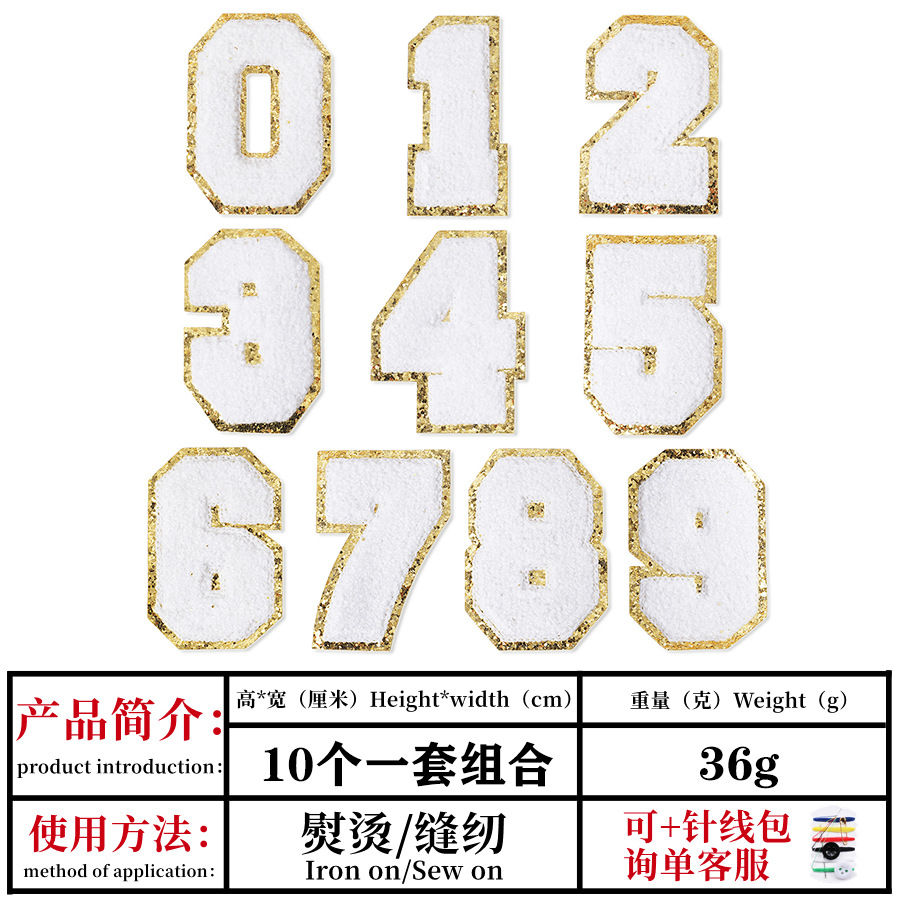 0 1 2
3 4 5
6 7 8 9
产品简介：
product introduction：
高*宽（厘米）Height*width（cm）
重量（克）Weight（g）
10个一套组合
36g
使用方法：
method of application：
熨烫/缝纫
Iron on/Sew on
可+针线包
询单客服